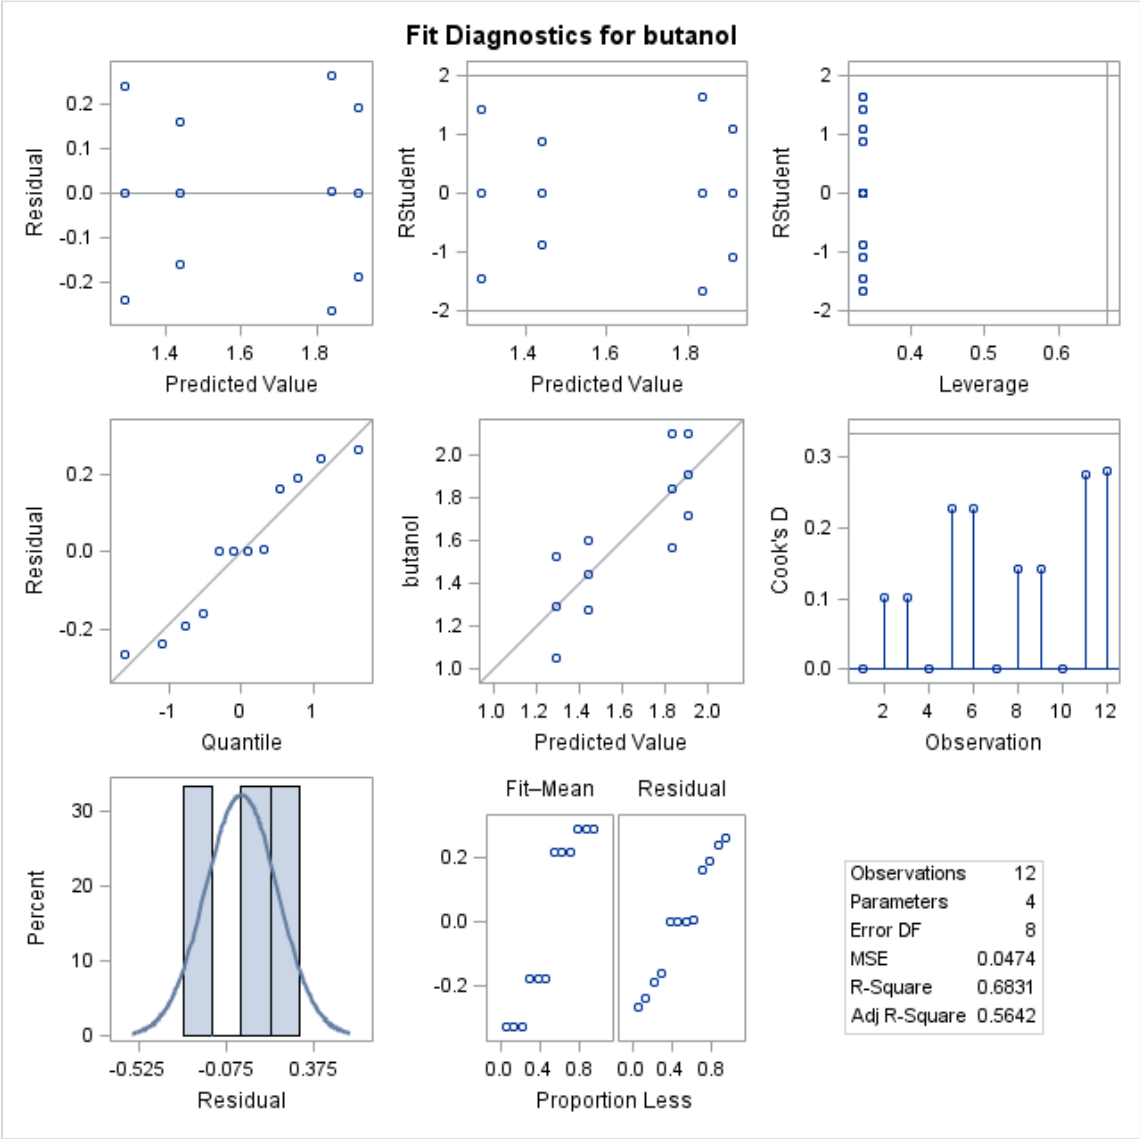 Fit Diagnostics for butanol
Residual
0.2
0.1
0.0
-0.1
-0.2
1.4 1.6 1.8
Predicted Value
RStudent
2
1
0
-1
-2
1.4 1.6 1.8
Predicted Value
RStudent
2
1
0
-1
-2
0.4 0.5 0.6
Leverage
Residual
0.2
0.0
-0.2
-1 0 1
Quantile
butanol
2.0
1.8
1.6
1.4
1.2
1.0
1.0 1.2 1.4 1.6 1.8 2.0
Predicted Value
Cook's D
0.3
0.2
0.1
0.0
2 4 6 8 10 12
Observation
Percent
30
20
10
0
-0.525 -0.075 0.375
Residual
Fit–Mean Residual
0.2
0.0
-0.2
0.0 0.4 0.8 0.0 0.4 0.8
Proportion Less
Observations 12
Parameters 4
Error DF 8
MSE 0.0474
R-Square 0.6831
Adj R-Square 0.5642